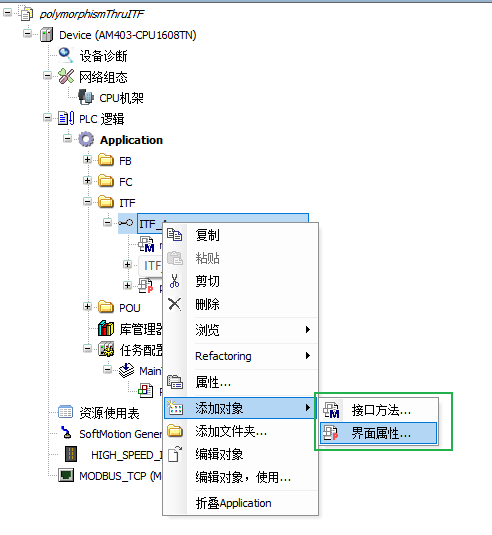 polymorphismThruITF
Device (AM403-CPU1608TN)
设备诊断
网络组态
CPU机架
PLC 逻辑
Application
FB
FC
ITF
ITF_
复制
粘贴
ITF
剪切
删除
POU
库管理器
浏览
任务配置
Refactoring
属性...
资源使用表
添加对象
接口方法...
SoftMotion Gener
添加文件夹...
界面属性...
HIGH_SPEED_I
编辑对象
MODBUS_TCP (M
编辑对象，使用...
折叠Application